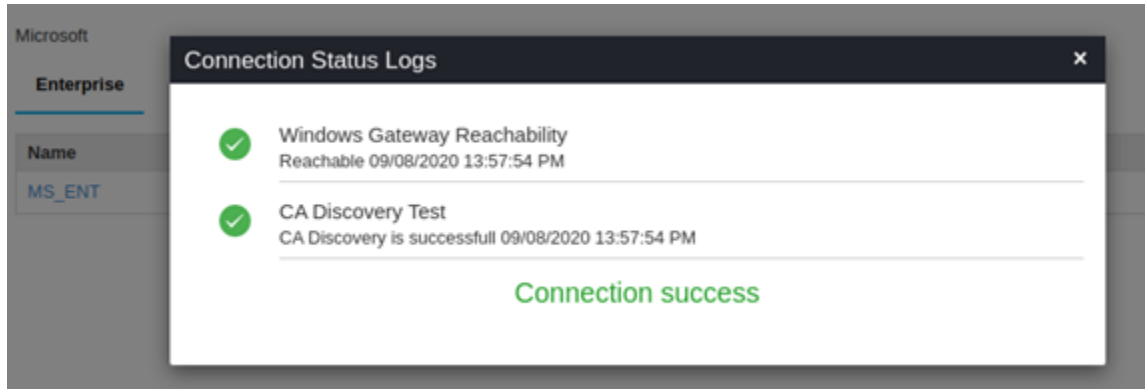 Microsoft
Enterprise
Name
MS_ENT
Connection Status Logs ×
Windows Gateway Reachability
Reachable 09/08/2020 13:57:54 PM
CA Discovery Test
CA Discovery is successfull 09/08/2020 13:57:54 PM
Connection success